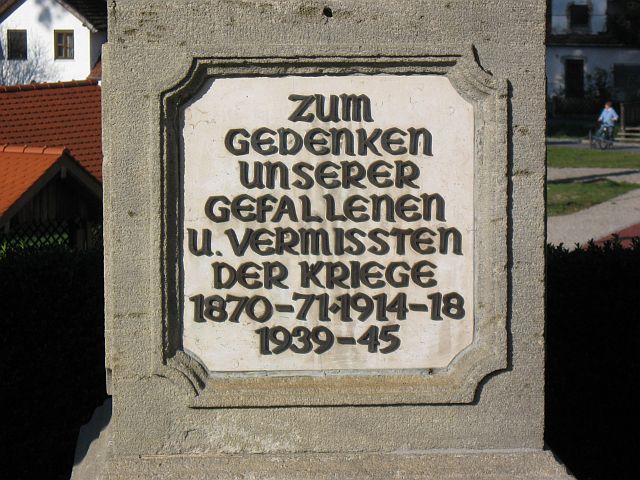 ZUM
GEDENKEN
UNSERER
GEFALLENEN
U. VERMISSTEN
DER KRIEGE
1870-71·1914-18
1939-45